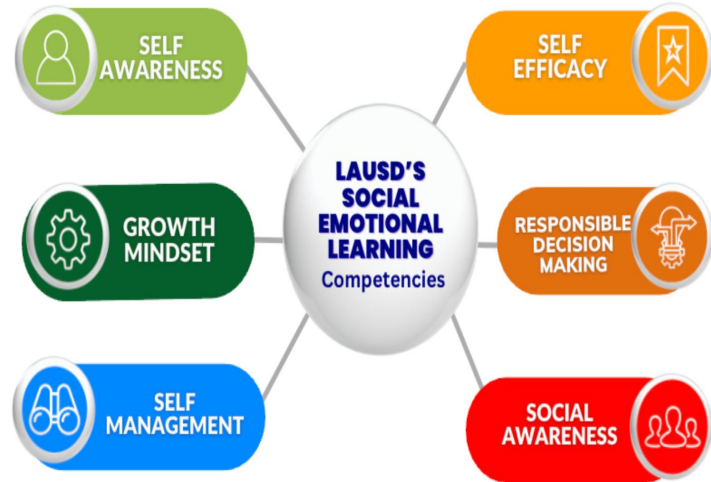 SELF
AWARENESS
SELF
EFFICACY
LAUSD'S
SOCIAL
EMOTIONAL
LEARNING
Competencies
GROWTH
MINDSET
RESPONSIBLE
DECISION
MAKING
SELF
MANAGEMENT
SOCIAL
AWARENESS